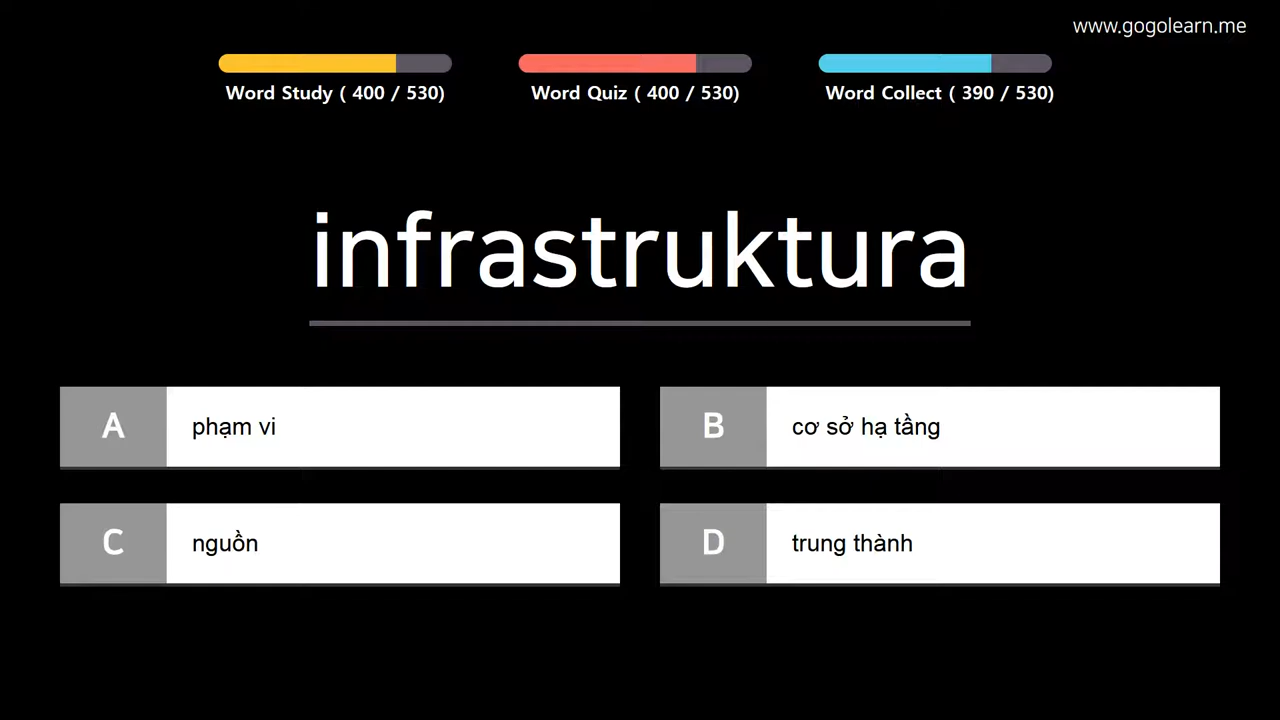 www.gogolearn.me
Word Study ( 400 / 530)
Word Quiz ( 400 / 530)
Word Collect ( 390 / 530)
infrastruktura
A
phạm vi
B
cơ sở hạ tầng
C
nguồn
D
trung thành